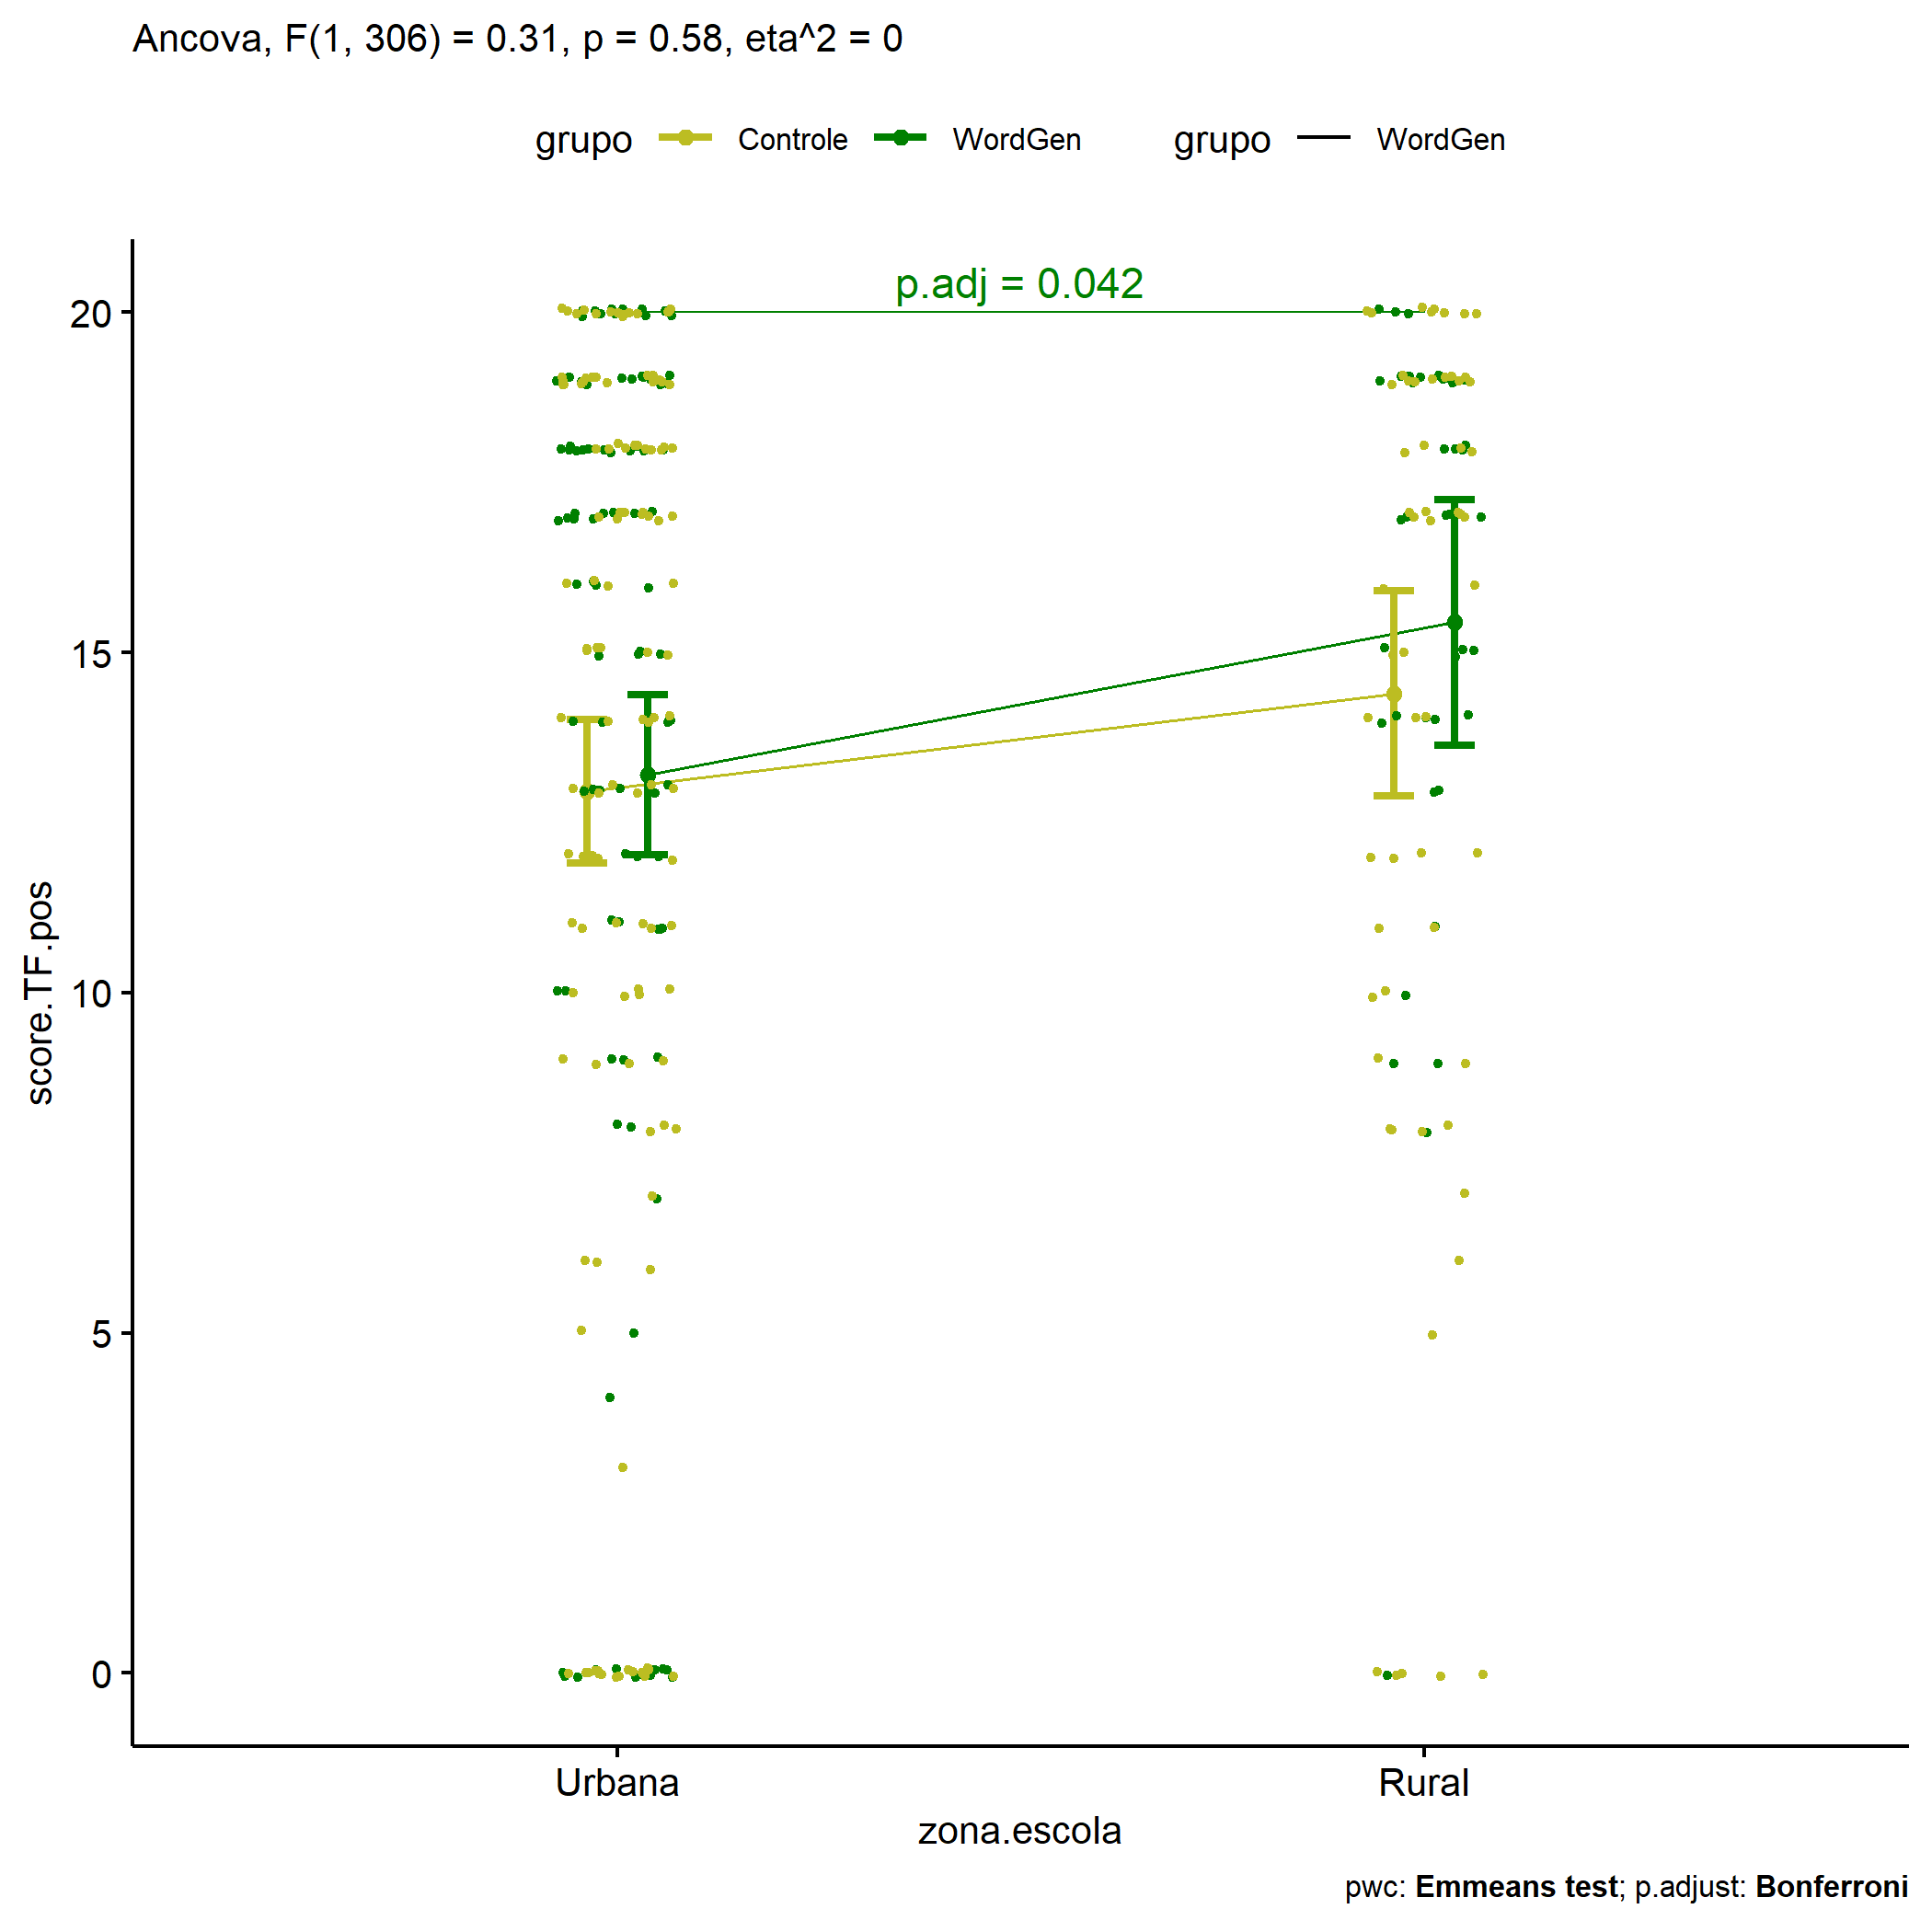 Ancova, F(1, 306) = 0.31, p = 0.58, eta^2 = 0
grupo Controle WordGen grupo WordGen
p.adj = 0.042
20
15
10
5
0
score.TF.pos
Urbana Rural
zona.escola
pwc: Emmeans test; p.adjust: Bonferroni